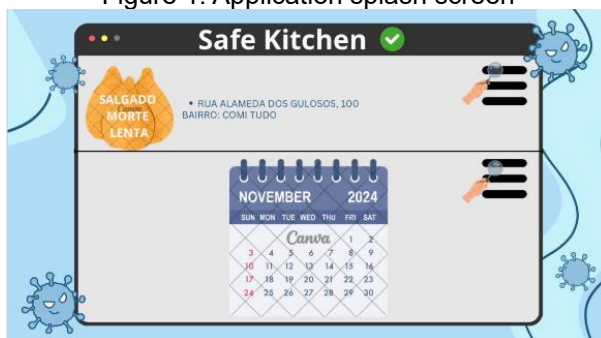 Figure 1. Application splash screen
Safe Kitchen
SALGADO
Canva
MORTE
LENTA
• RUA ALAMEDA DOS GULOSOS, 100
BAIRRO: COMI TUDO
NOVEMBER 2024
SUN MON TUE WED THU FRI SAT
Canva 1 2
3 4 5 6 7 8 9
10 11 12 13 14 15 16
17 18 19 20 21 22 23
24 25 26 27 28 29 30